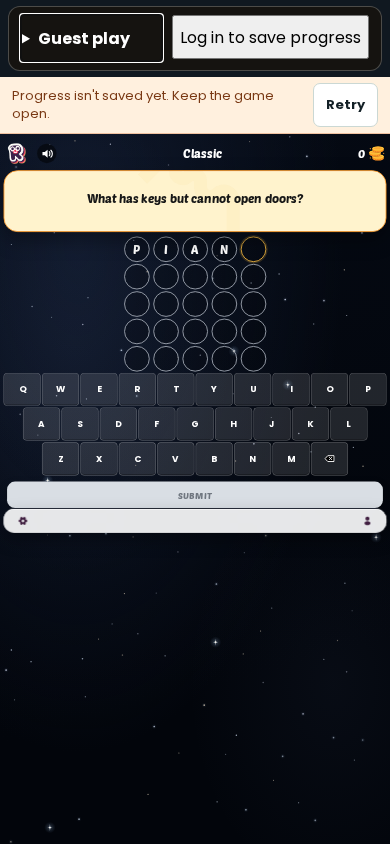 Guest play
Log in to save progress
Progress isn't saved yet. Keep the game
open.
Retry
Classic
0
What has keys but cannot open doors?
P I A N
Q W E R T Y U I O P
A S D F G H J K L
Z X C V B N M
SUBMIT